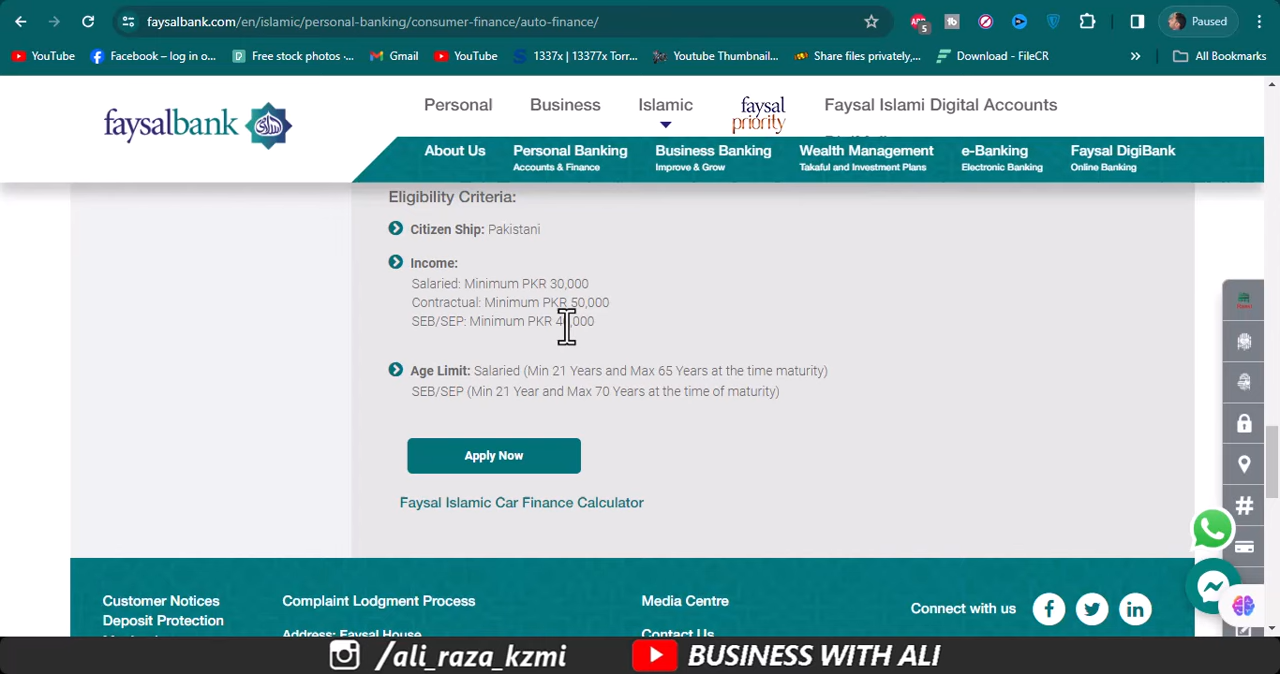 faysalbank.com/en/islamic/personal-banking/consumer-finance/auto-finance/
5
Paused
YouTube
Facebook – log in o...
Free stock photos ·...
Gmail
YouTube
1337x | 13377x Torr...
Youtube Thumbnail...
Share files privately,...
Download - FileCR
»
All Bookmarks
faysalbank
Personal
Business
Islamic
faysal
priority
Faysal Islami Digital Accounts
About Us
Personal Banking
Accounts & Finance
Business Banking
Improve & Grow
Wealth Management
Takaful and Investment Plans
e-Banking
Electronic Banking
Faysal DigiBank
Online Banking
Eligibility Criteria:
Citizen Ship: Pakistani
Income:
Salaried: Minimum PKR 30,000
Contractual: Minimum PKR 50,000
SEB/SEP: Minimum PKR
Age Limit: Salaried (Min 21 Years and Max 65 Years at the time maturity)
SEB/SEP (Min 21 Year and Max 70 Years at the time of maturity)
Apply Now
Faysal Islamic Car Finance Calculator
Customer Notices
Deposit Protection
Complaint Lodgment Process
Address: Faysal House
Media Centre
Contact Us
Connect with us
/ali_raza_kzmi
BUSINESS WITH ALI